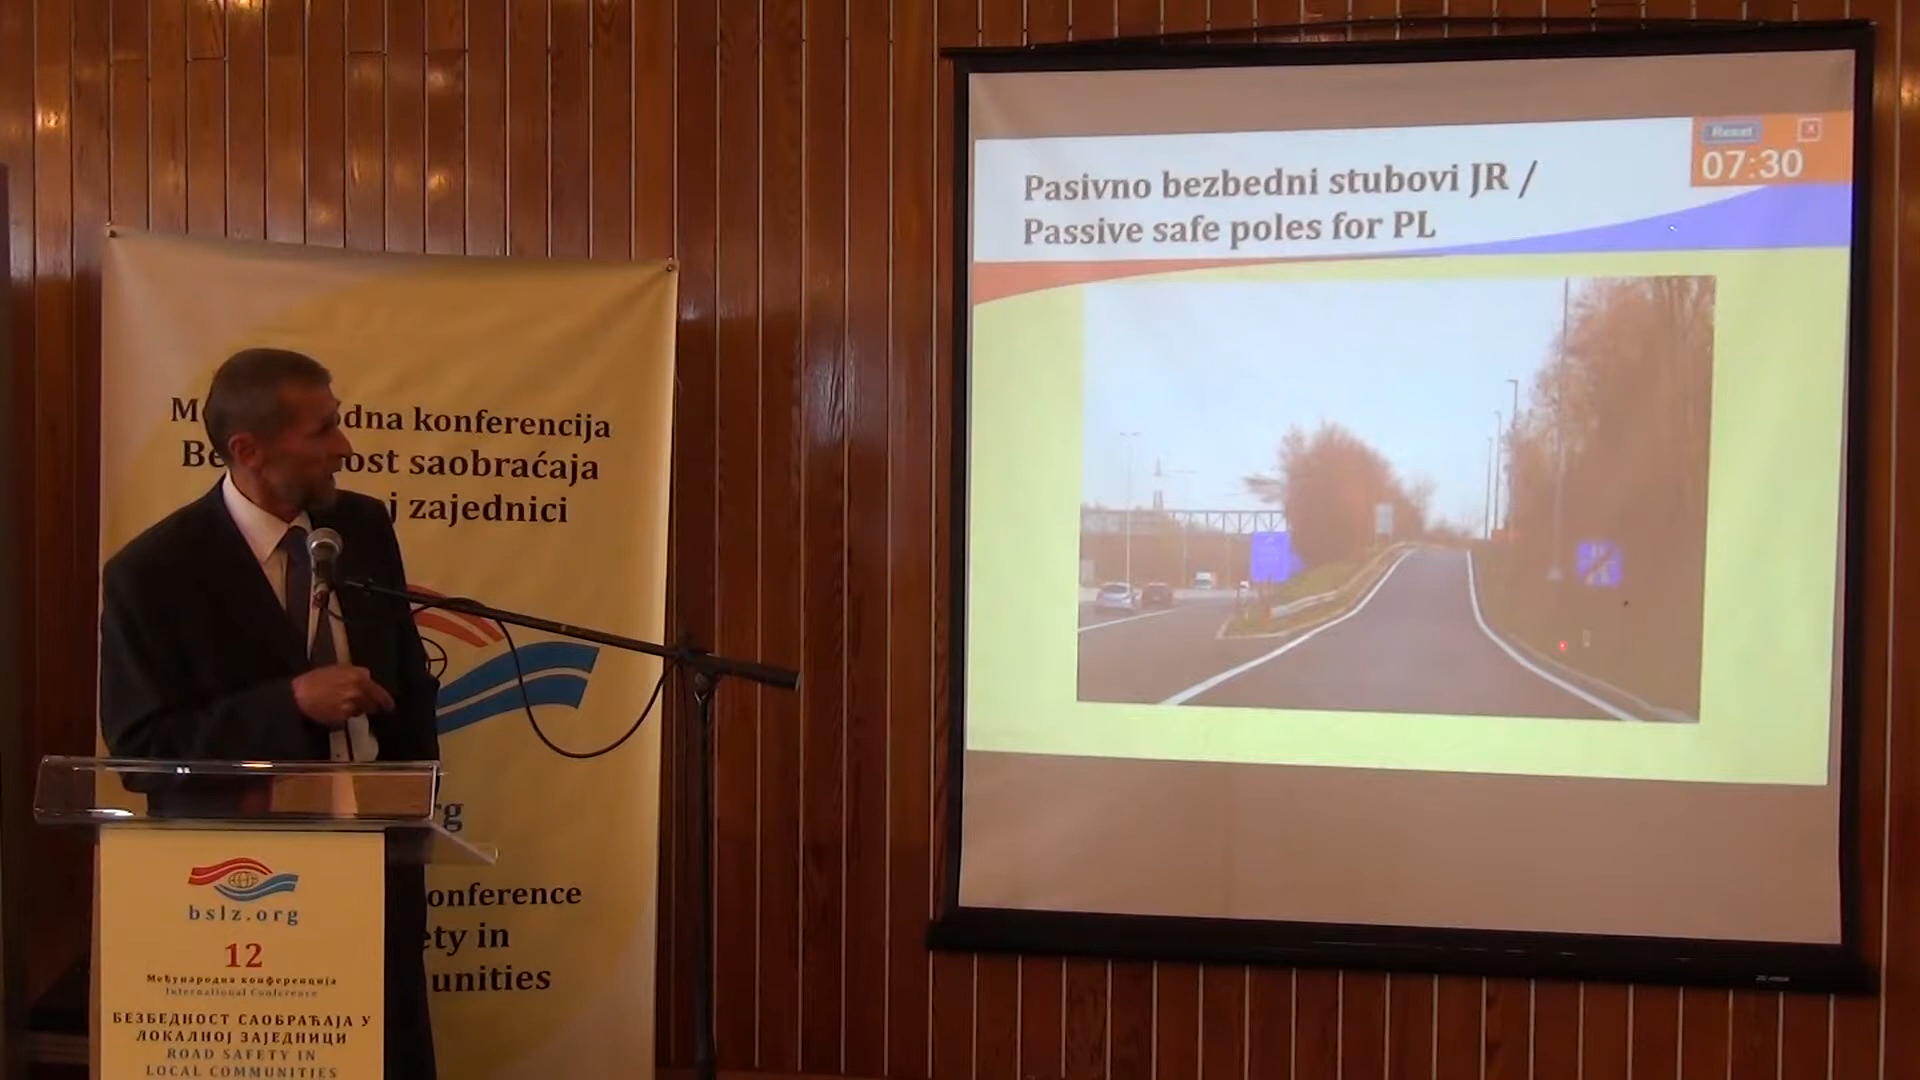 Pasivno bezbedni stubovi JR /
Passive safe poles for PL
Reset
X
07:30
dna konferencija
Be ost saobraćaja
j zajednici
rg
onference
ety in
unities
bslz.org
12
Међународна конференција
International Conference
БЕЗБЕДНОСТ САОБРАЋАЈА У
ЛОКАЛНОЈ ЗАЈЕДНИЦИ
ROAD SAFETY IN
LOCAL COMMUNITIES